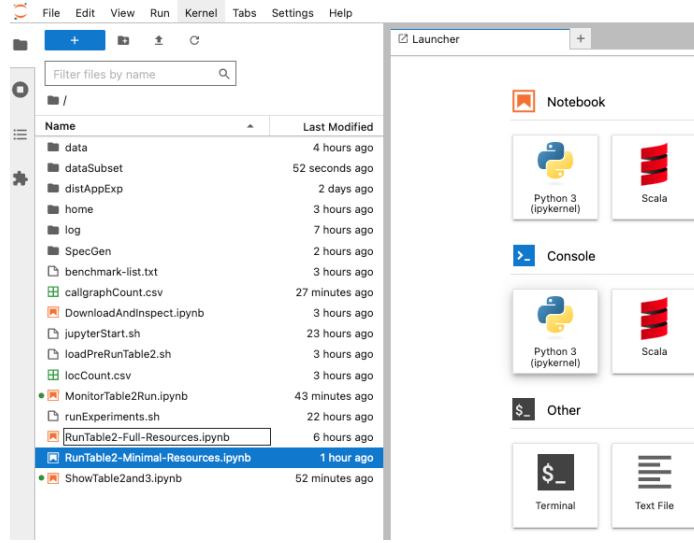 File Edit View Run Kernel Tabs Settings Help
+
Launcher
+
Filter files by name
/
Name Last Modified
data 4 hours ago
dataSubset 52 seconds ago
distAppExp 2 days ago
home 3 hours ago
log 7 hours ago
SpecGen 2 hours ago
benchmark-list.txt 3 hours ago
callgraphCount.csv 27 minutes ago
DownloadAndInspect.ipynb 3 hours ago
jupyterStart.sh 23 hours ago
loadPreRunTable2.sh 3 hours ago
locCount.csv 3 hours ago
MonitorTable2Run.ipynb 43 minutes ago
runExperiments.sh 22 hours ago
RunTable2-Full-Resources.ipynb 6 hours ago
RunTable2-Minimal-Resources.ipynb 1 hour ago
ShowTable2and3.ipynb 52 minutes ago
Notebook
Python 3
(ipykernel)
Scala
Console
Python 3
(ipykernel)
Scala
$_ Other
$_
Terminal
Text File